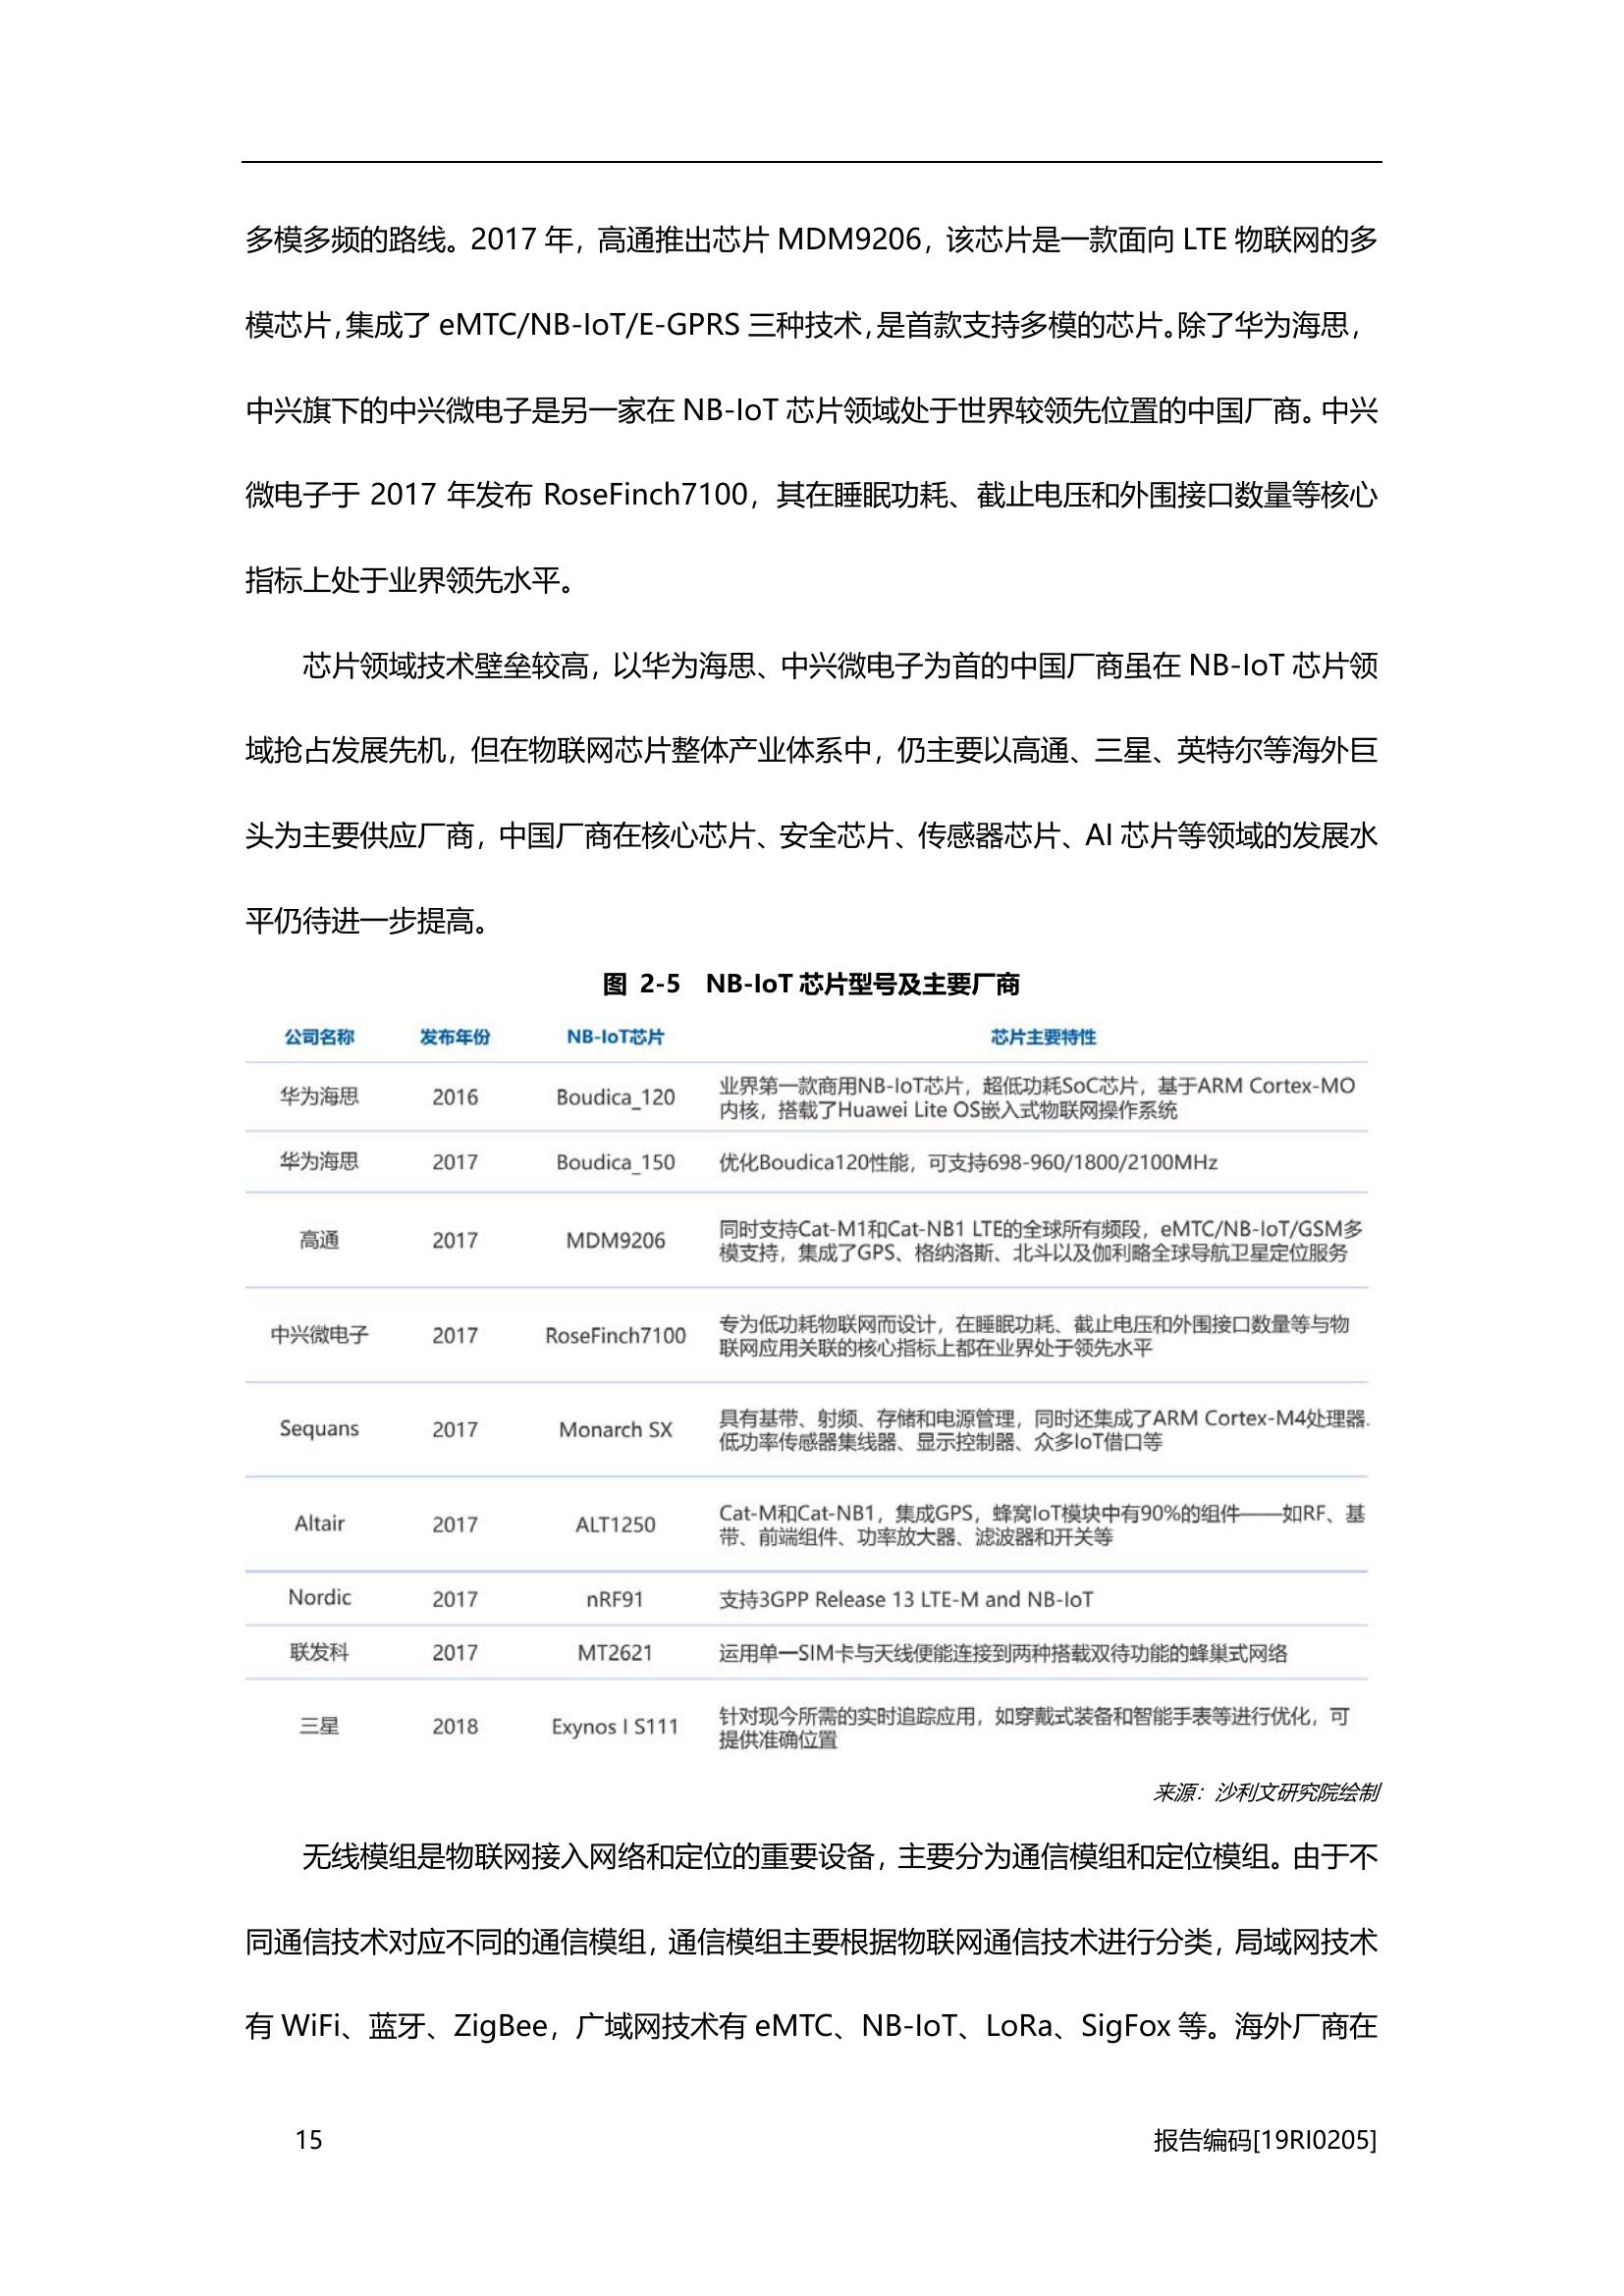 多模多频的路线。2017 年，高通推出芯片 MDM9206，该芯片是一款面向 LTE 物联网的多
模芯片，集成了 eMTC/NB-IoT/E-GPRS 三种技术，是首款支持多模的芯片。除了华为海思，
中兴旗下的中兴微电子是另一家在 NB-IoT 芯片领域处于世界较领先位置的中国厂商。中兴
微电子于 2017 年发布 RoseFinch7100，其在睡眠功耗、截止电压和外围接口数量等核心
指标上处于业界领先水平。
芯片领域技术壁垒较高，以华为海思、中兴微电子为首的中国厂商虽在 NB-IoT 芯片领
域抢占发展先机，但在物联网芯片整体产业体系中，仍主要以高通、三星、英特尔等海外巨
头为主要供应厂商，中国厂商在核心芯片、安全芯片、传感器芯片、AI 芯片等领域的发展水
平仍待进一步提高。
图 2-5 NB-IoT 芯片型号及主要厂商
公司名称 发布年份 NB-IoT芯片 芯片主要特性
华为海思 2016 Boudica_120 业界第一款商用NB-IoT芯片，超低功耗SoC芯片，基于ARM Cortex-MO
内核，搭载了Huawei Lite OS嵌入式物联网操作系统
华为海思 2017 Boudica_150 优化Boudica120性能，可支持698-960/1800/2100MHz
高通 2017 MDM9206 同时支持Cat-M1和Cat-NB1 LTE的全球所有频段，eMTC/NB-IoT/GSM多
模支持，集成了GPS、格纳洛斯、北斗以及伽利略全球导航卫星定位服务
中兴微电子 2017 RoseFinch7100 专为低功耗物联网而设计，在睡眠功耗、截止电压和外围接口数量等与物
联网应用关联的核心指标上都在业界处于领先水平
Sequans 2017 Monarch SX 具有基带、射频、存储和电源管理，同时还集成了ARM Cortex-M4处理器.
低功率传感器集线器、显示控制器、众多IoT借口等
Altair 2017 ALT1250 Cat-M和Cat-NB1，集成GPS，蜂窝IoT模块中有90%的组件——如RF、基
带、前端组件、功率放大器、滤波器和开关等
Nordic 2017 nRF91 支持3GPP Release 13 LTE-M and NB-IoT
联发科 2017 MT2621 运用单一SIM卡与天线便能连接到两种搭载双待功能的蜂巢式网络
三星 2018 Exynos I S111 针对现今所需的实时追踪应用，如穿戴式装备和智能手表等进行优化，可
提供准确位置
来源：沙利文研究院绘制
无线模组是物联网接入网络和定位的重要设备，主要分为通信模组和定位模组。由于不
同通信技术对应不同的通信模组，通信模组主要根据物联网通信技术进行分类，局域网技术
有 WiFi、蓝牙、ZigBee，广域网技术有 eMTC、NB-IoT、LoRa、SigFox 等。海外厂商在
15 报告编码[19RI0205]